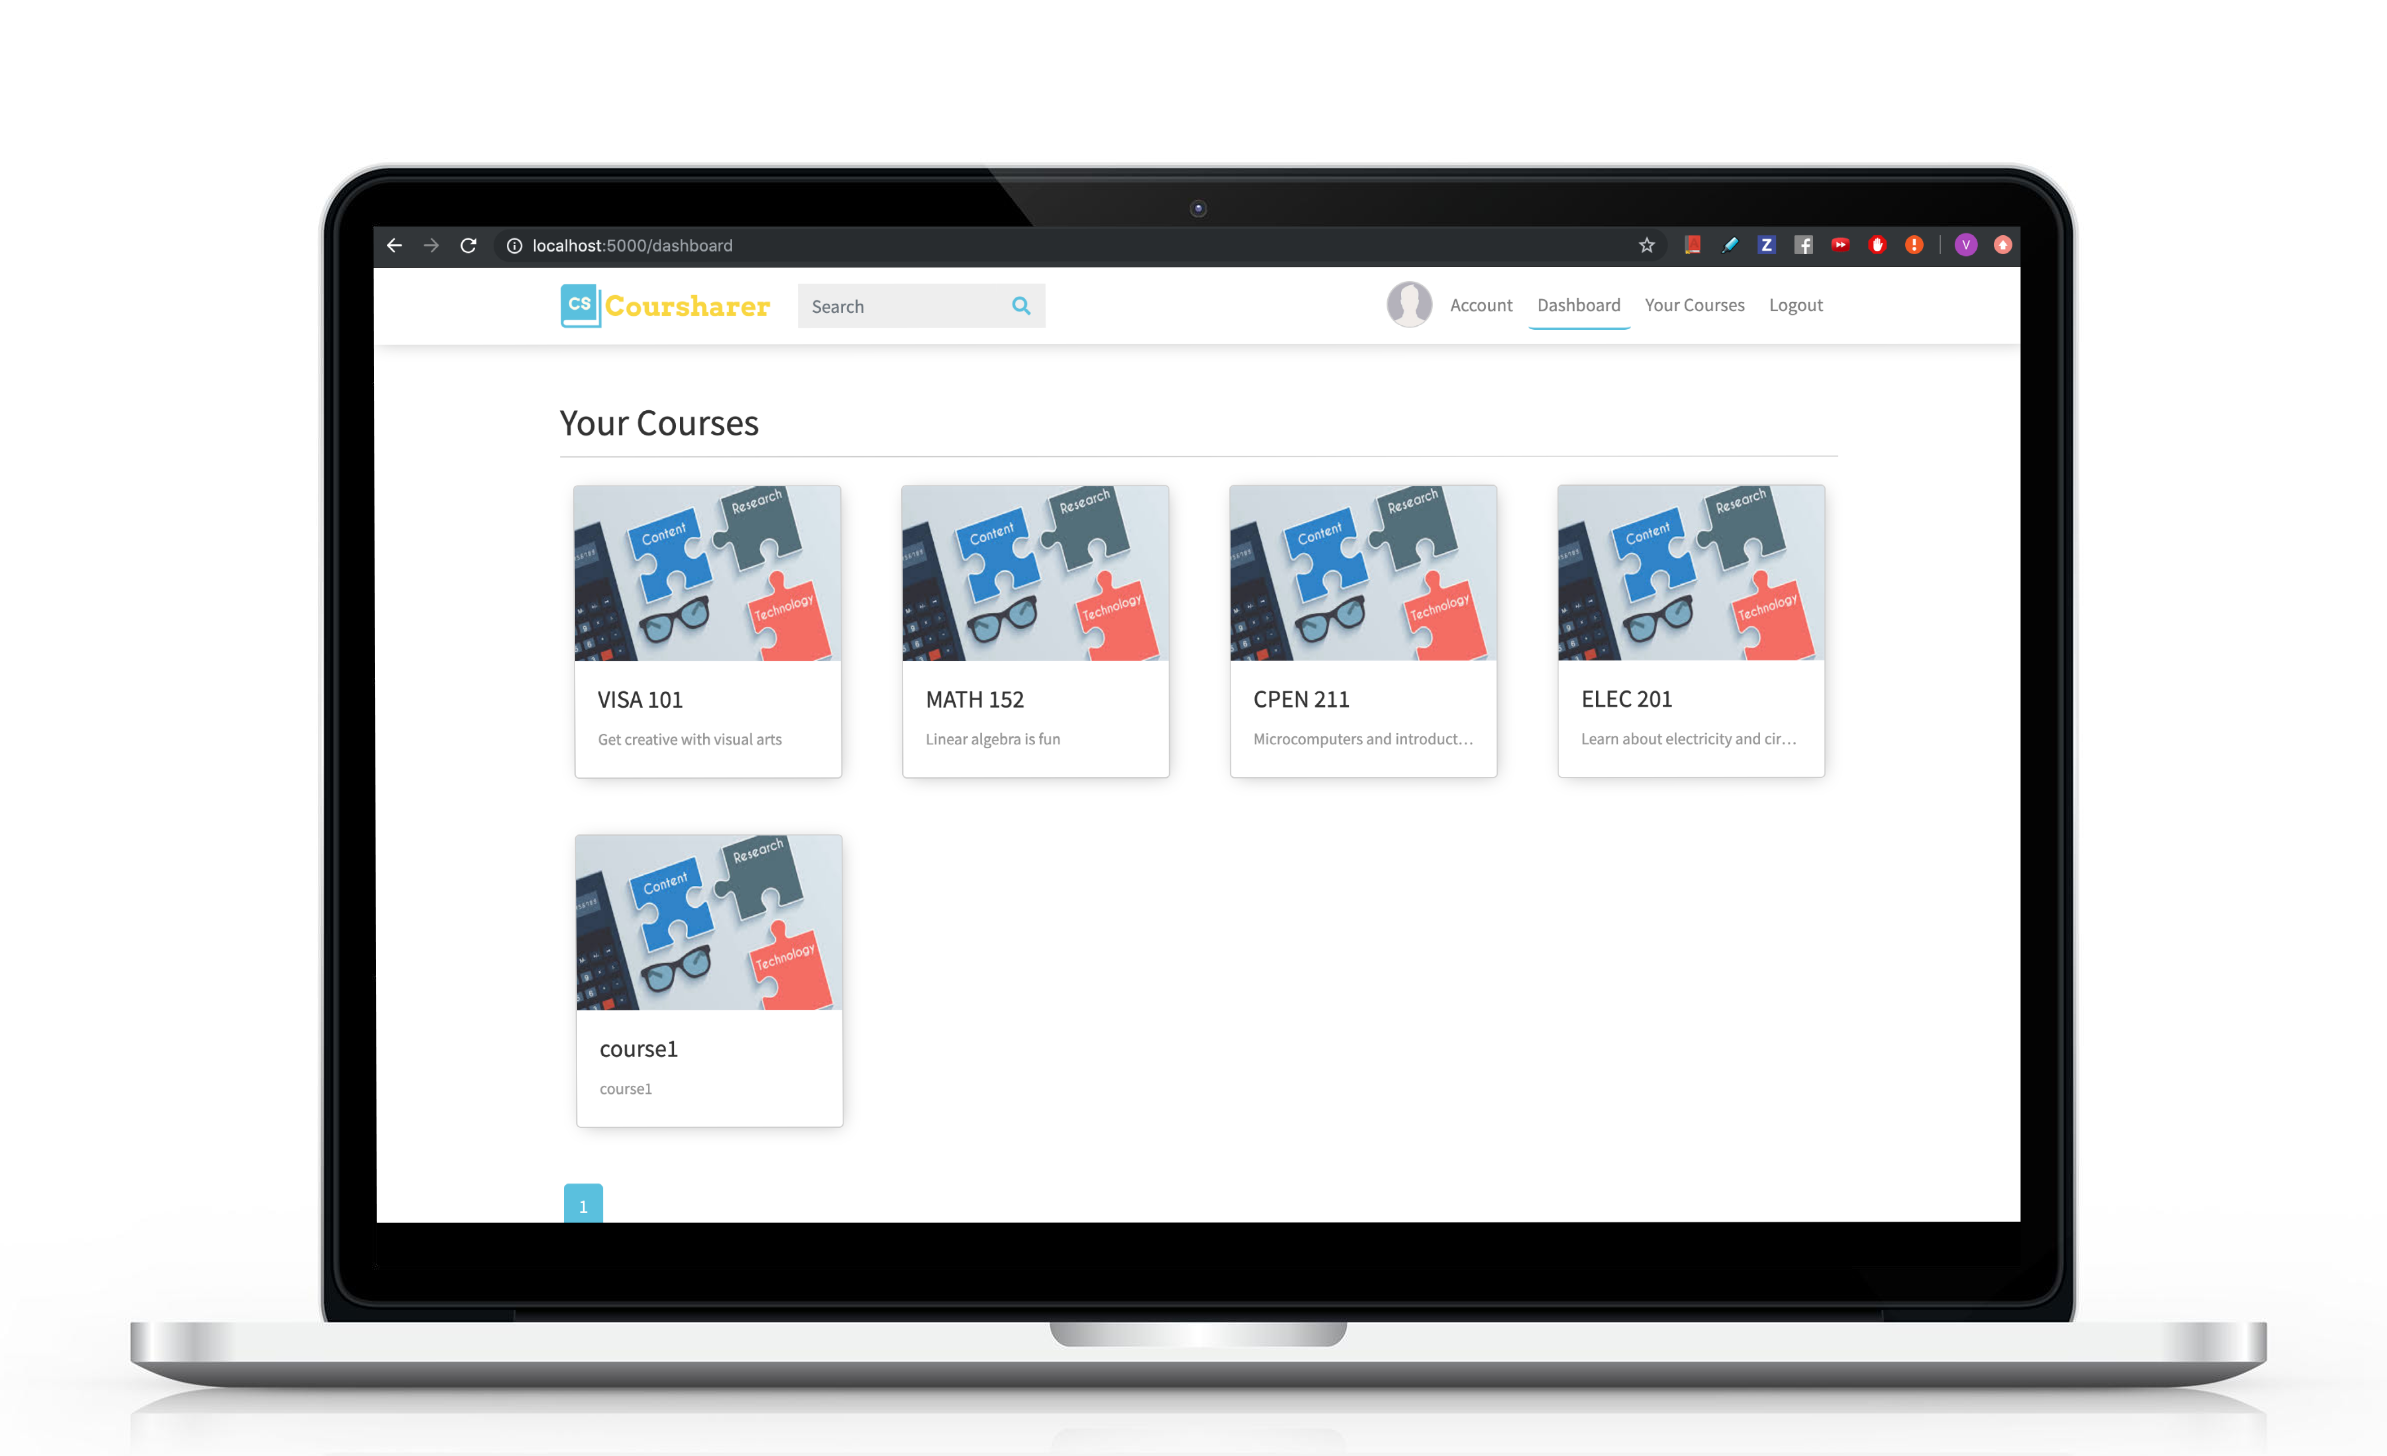 localhost:5000/dashboard
Z
f
V
CS Coursharer
Search
Account Dashboard Your Courses Logout
Your Courses
Content Research Technology
Content Research Technology
Content Research Technology
Content Research Technology
VISA 101
MATH 152
CPEN 211
ELEC 201
Get creative with visual arts
Linear algebra is fun
Microcomputers and introduct...
Learn about electricity and cir...
Content Research Technology
course1
course1
1